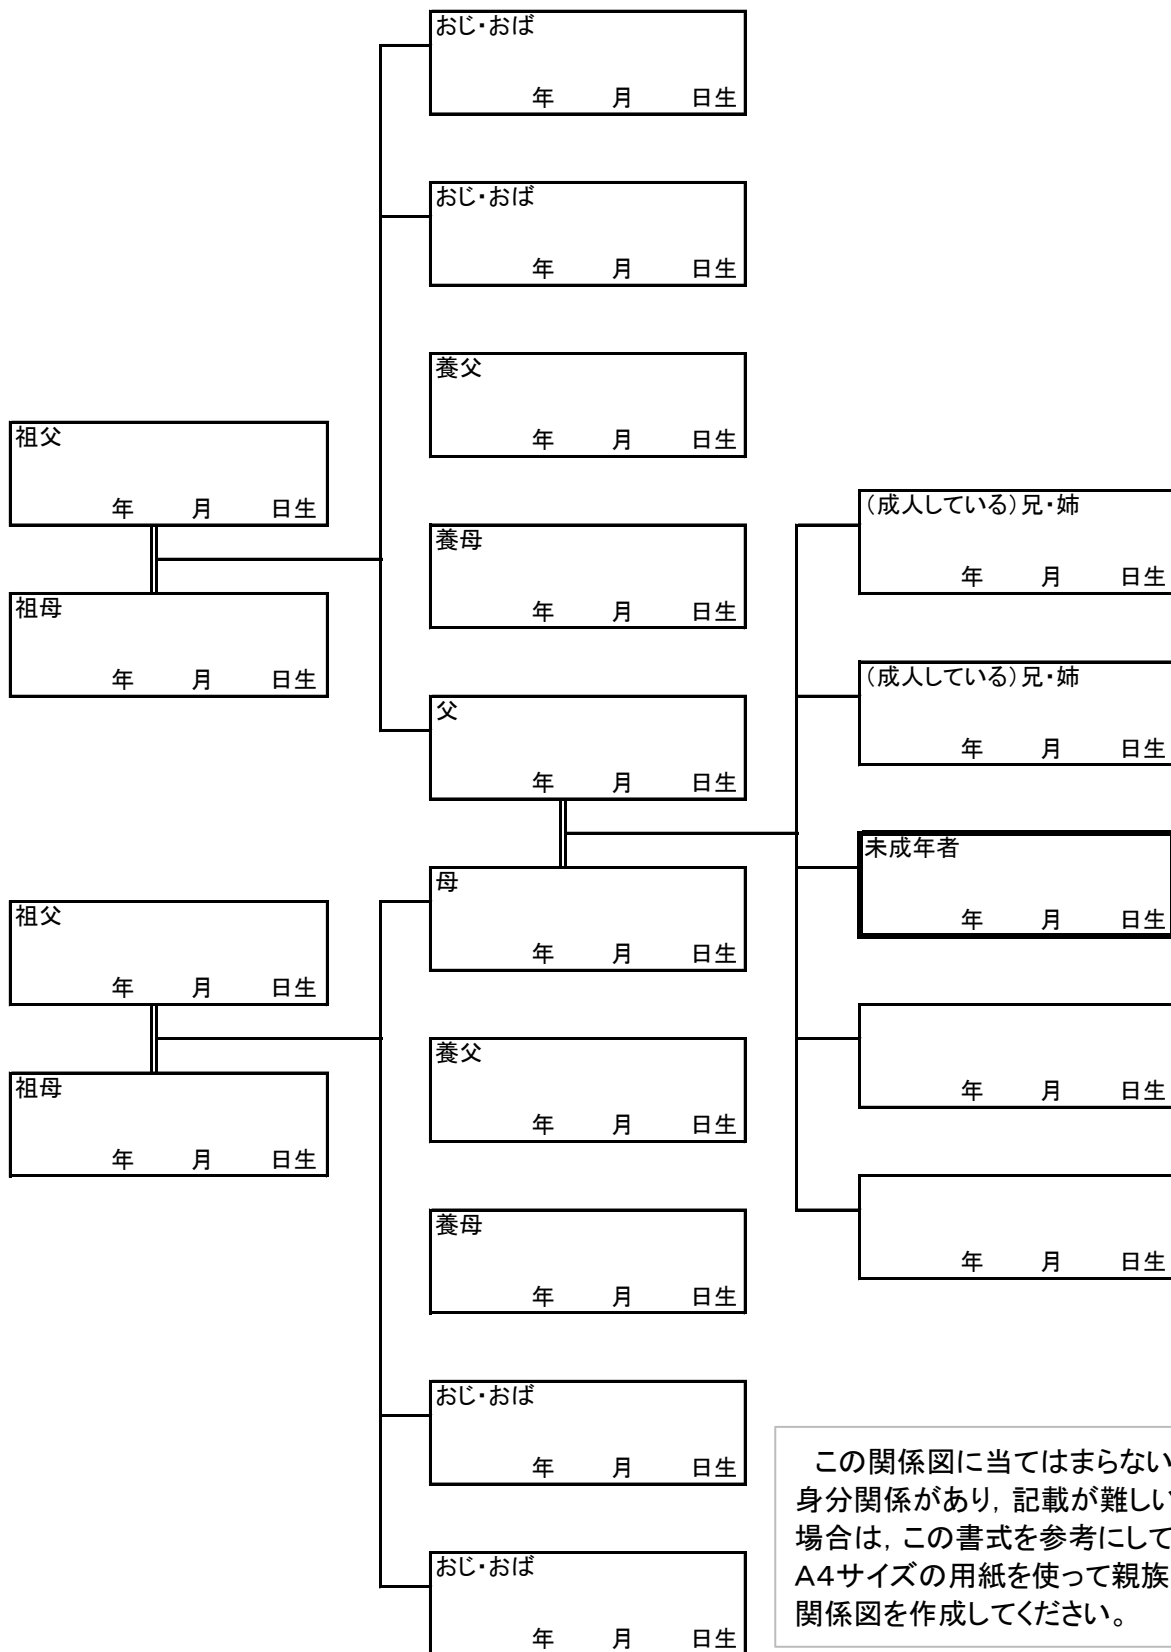 おじ・おば
年 月 日生
おじ・おば
年 月 日生
養父
年 月 日生
養母
年 月 日生
父
年 月 日生
母
年 月 日生
養父
年 月 日生
養母
年 月 日生
おじ・おば
年 月 日生
おじ・おば
年 月 日生
祖父
年 月 日生
祖母
年 月 日生
祖父
年 月 日生
祖母
年 月 日生
(成人している)兄・姉
年 月 日生
(成人している)兄・姉
年 月 日生
未成年者
年 月 日生
年 月 日生
年 月 日生
この関係図に当てはまらない
身分関係があり,記載が難しい
場合は,この書式を参考にして
A4サイズの用紙を使って親族
関係図を作成してください。